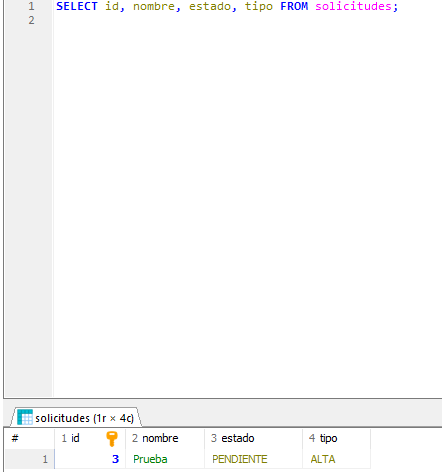 1 SELECT id, nombre, estado, tipo FROM solicitudes;
2
solicitudes (1r × 4c)
# 1 id 2 nombre 3 estado 4 tipo
1 3 Prueba PENDIENTE ALTA